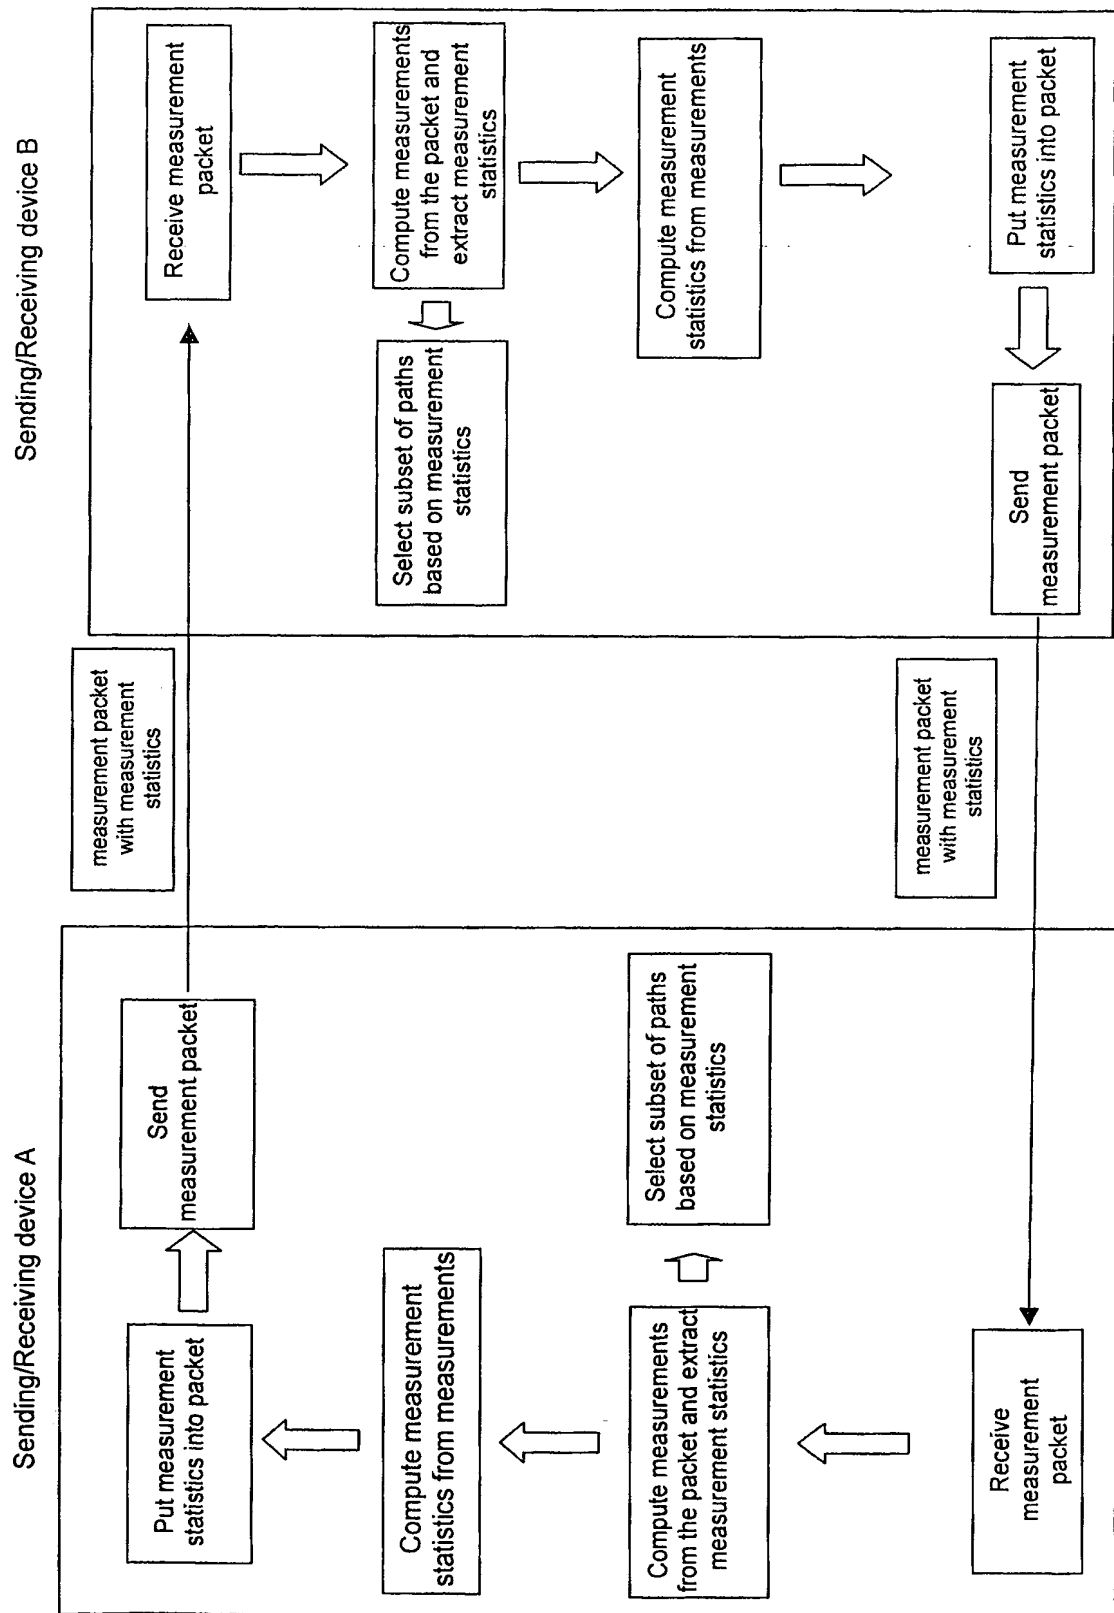 Sending/Receiving device A
Put measurement
statistics into packet
Send
measurement packet
Compute measurement
statistics from measurements
Compute measurements
from the packet and extract
measurement statistics
Select subset of paths
based on measurement
statistics
Receive
measurement
packet
measurement packet
with measurement
statistics
measurement packet
with measurement
statistics
Sending/Receiving device B
Receive measurement
packet
Compute measurements
from the packet and
extract measurement
statistics
Select subset of paths
based on measurement
statistics
Compute measurement
statistics from measurements
Put measurement
statistics into packet
Send
measurement packet